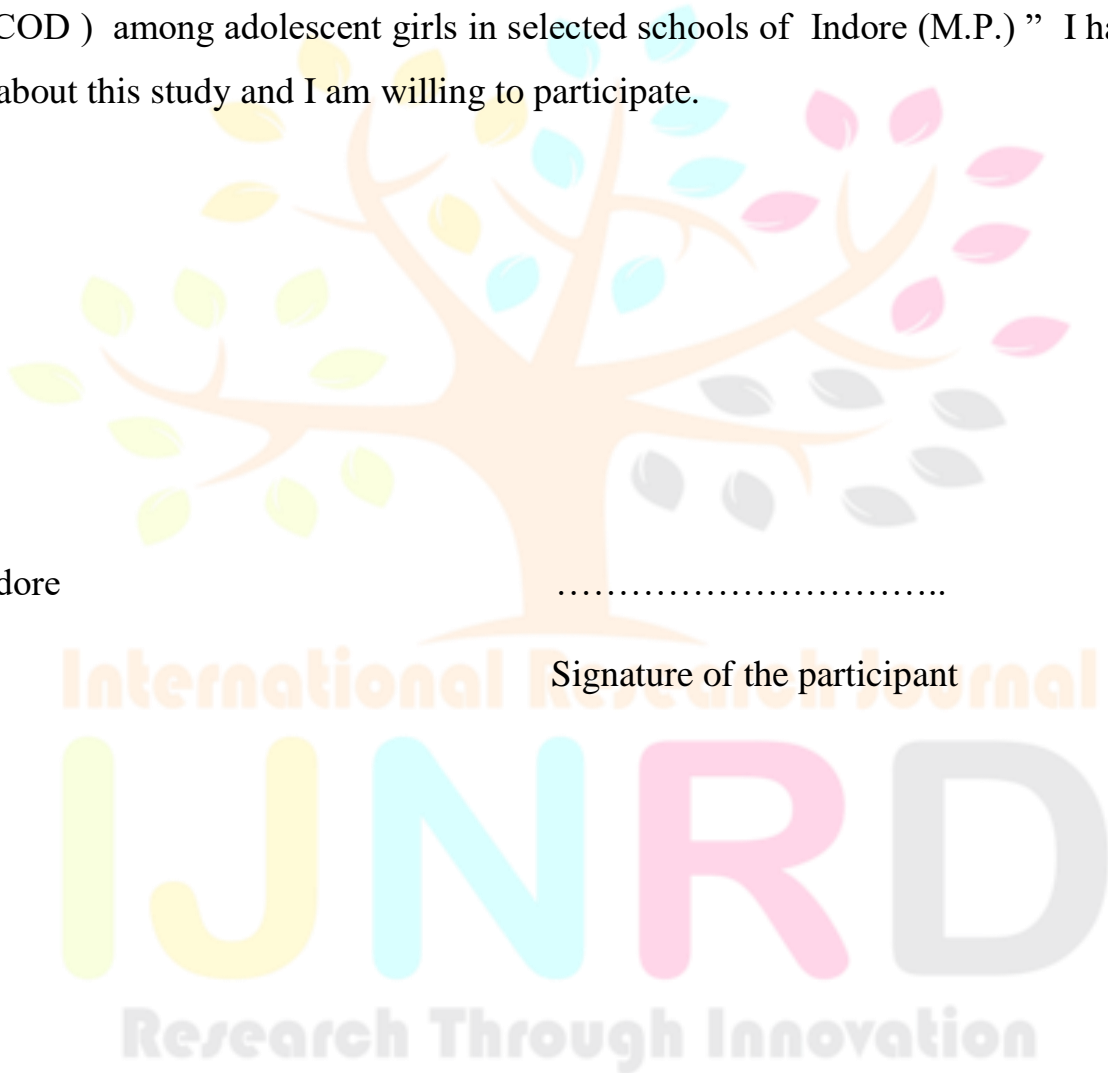 COD ) among adolescent girls in selected schools of Indore (M.P.) ” I ha
about this study and I am willing to participate.
dore ……………………………..
Signature of the participant
International Research Journal
IJNRD
Research Through Innovation